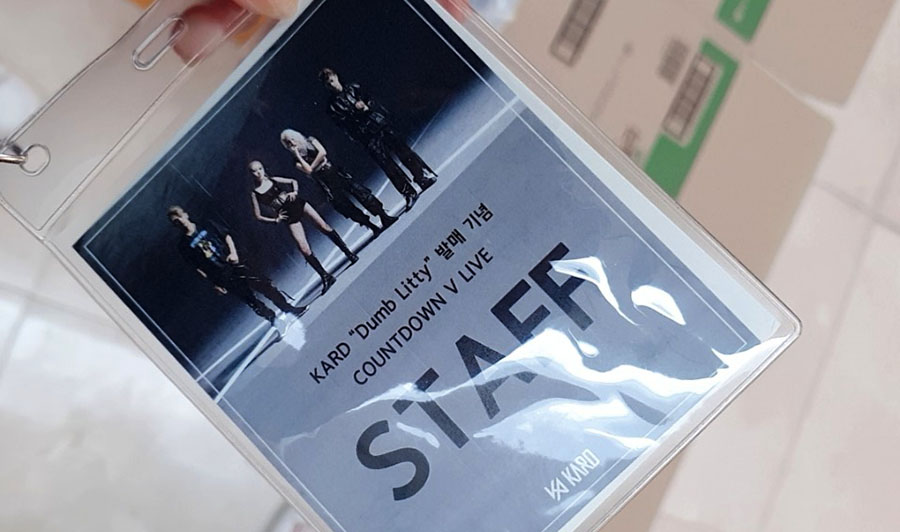 KARD "Dumb Litty" 발매 기념
COUNTDOWN V LIVE
STAFF
KARD